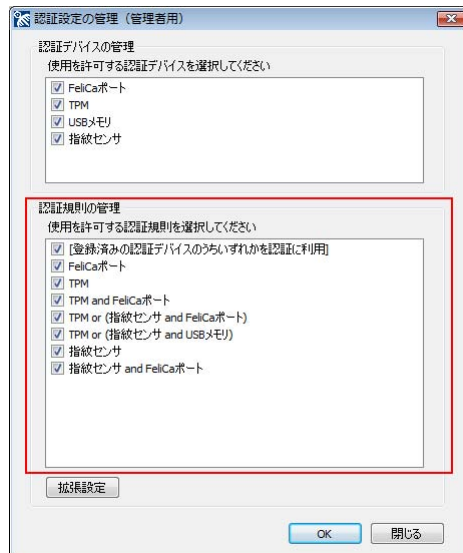 認証設定の管理（管理者用）
認証デバイスの管理
使用を許可する認証デバイスを選択してください
FeliCaポート
TPM
USBメモリ
指紋センサ
認証規則の管理
使用を許可する認証規則を選択してください
[登録済みの認証デバイスのうちいずれかを認証に利用]
FeliCaポート
TPM
TPM and FeliCaポート
TPM or (指紋センサ and FeliCaポート)
TPM or (指紋センサ and USBメモリ)
指紋センサ
指紋センサ and FeliCaポート
拡張設定
OK
閉じる